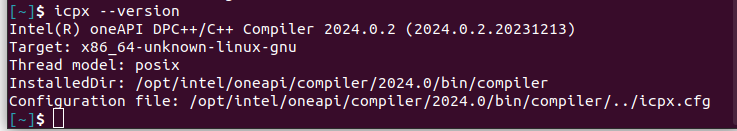 [~]$ icpx --version
Intel(R) oneAPI DPC++/C++ Compiler 2024.0.2 (2024.0.2.20231213)
Target: x86_64-unknown-linux-gnu
Thread model: posix
InstalledDir: /opt/intel/oneapi/compiler/2024.0/bin/compiler
Configuration file: /opt/intel/oneapi/compiler/2024.0/bin/compiler/../icpx.cfg
[~]$